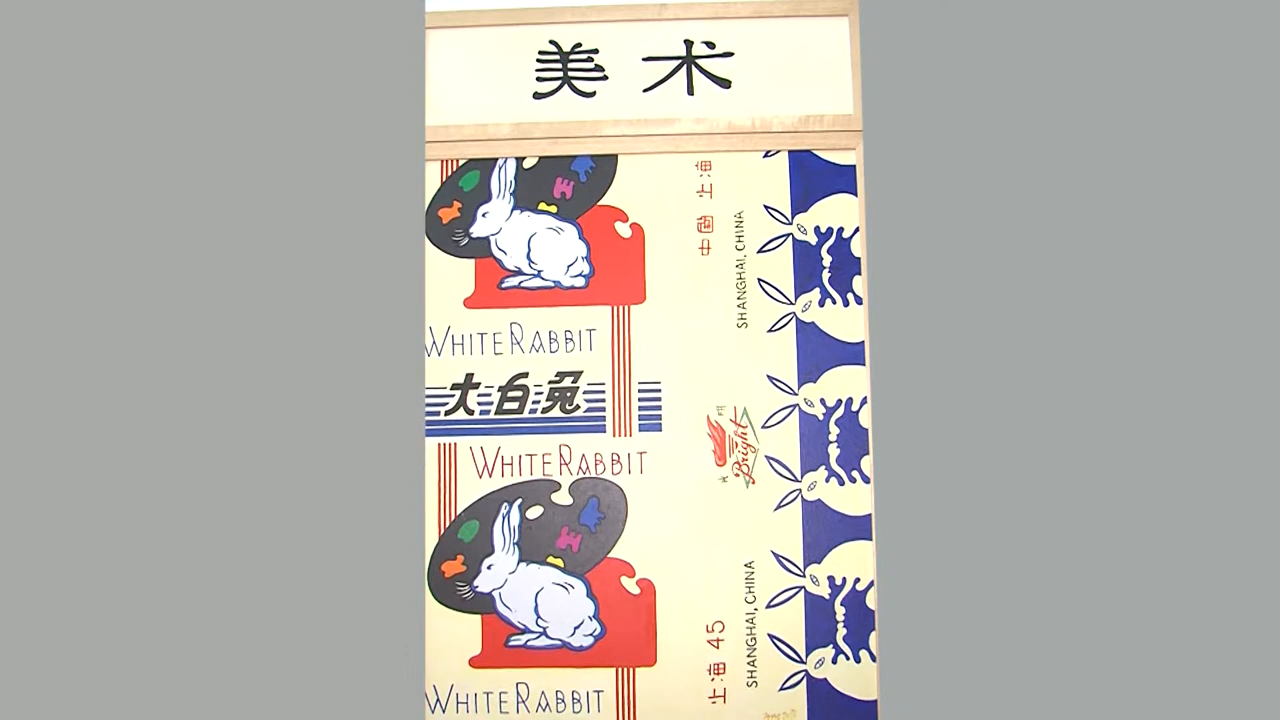 美术
中国 上海
SHANGHAI, CHINA
WHITE RABBIT
大白兔
WHITE RABBIT
Bright
上海 45
SHANGHAI, CHINA
WHITE RABBIT